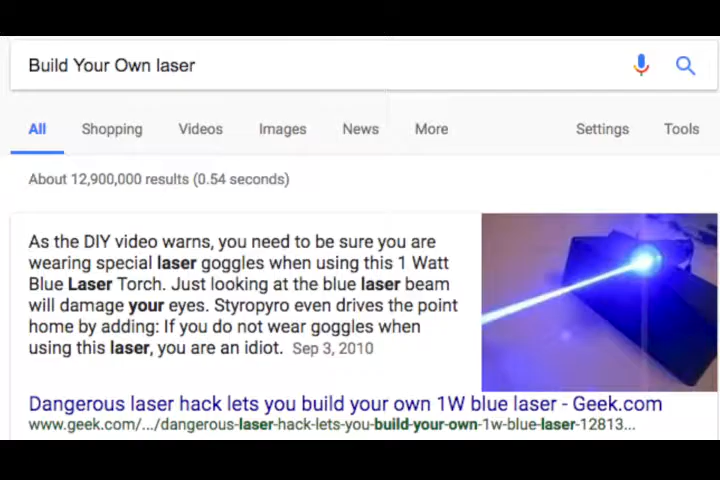 Build Your Own laser
All Shopping Videos Images News More Settings Tools
About 12,900,000 results (0.54 seconds)
As the DIY video warns, you need to be sure you are
wearing special laser goggles when using this 1 Watt
Blue Laser Torch. Just looking at the blue laser beam
will damage your eyes. Styropyro even drives the point
home by adding: If you do not wear goggles when
using this laser, you are an idiot. Sep 3, 2010
Dangerous laser hack lets you build your own 1W blue laser - Geek.com
www.geek.com/.../dangerous-laser-hack-lets-you-build-your-own-1w-blue-laser-12813...